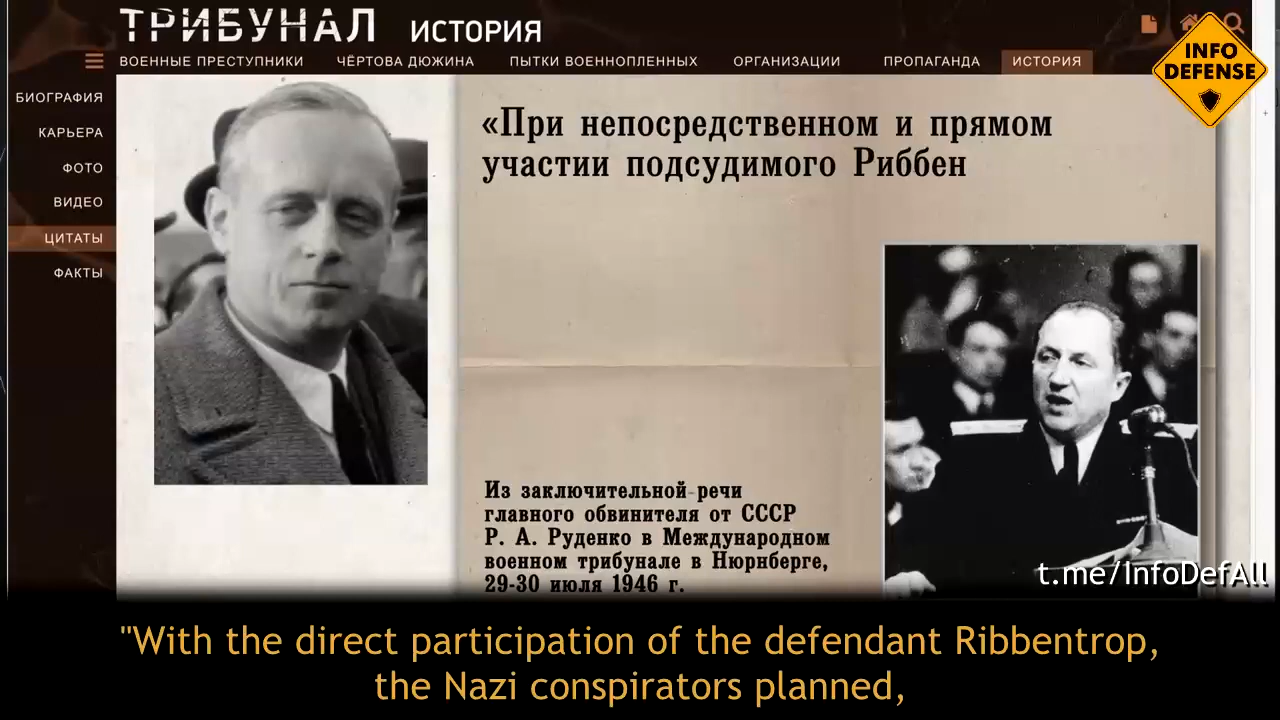 ТРИБУНАЛ ИСТОРИЯ
ВОЕННЫЕ ПРЕСТУПНИКИ ЧЁРТОВА ДЮЖИНА ПЫТКИ ВОЕННОПЛЕННЫХ ОРГАНИЗАЦИИ ПРОПАГАНДА ИСТОРИЯ
INFO
DEFENSE
БИОГРАФИЯ
КАРЬЕРА
ФОТО
ВИДЕО
ЦИТАТЫ
ФАКТЫ
«При непосредственном и прямом
участии подсудимого Риббен
Из заключительной речи
главного обвинителя от СССР
Р. А. Руденко в Международном
военном трибунале в Нюрнберге,
29-30 июля 1946 г.
t.me/InfoDefAll
"With the direct participation of the defendant Ribbentrop,
the Nazi conspirators planned,